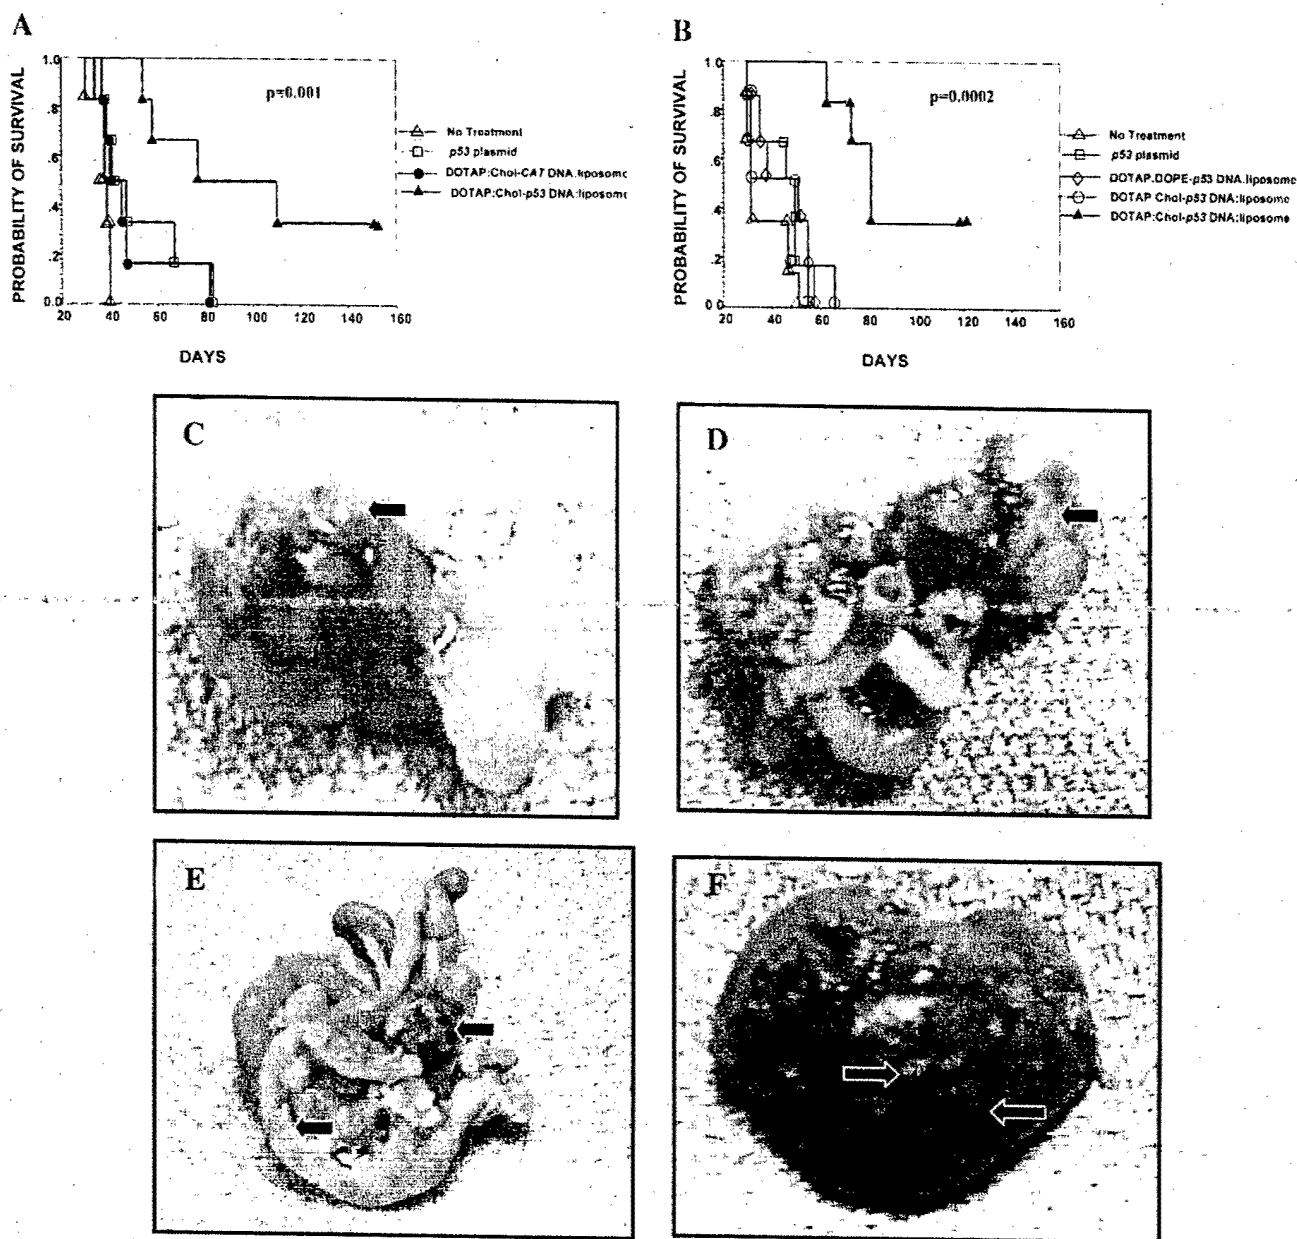 A
PROBABILITY OF SURVIVAL
1.0
.8
.6
.4
.2
0.0
20 40 60 80 100 120 140 160
DAYS
p=0.001
No Treatment
p53 plasmid
DOTAP:Chol-CAT DNA:liposome
DOTAP:Chol-p53 DNA:liposome
B
PROBABILITY OF SURVIVAL
1.0
.8
.6
.4
.2
0.0
20 40 60 80 100 120 140 160
DAYS
p=0.0002
No Treatment
p53 plasmid
DOTAP.DOPE-p53 DNA:liposome
DOTAP Chol-p53 DNA:liposome
DOTAP:Chol-p53 DNA:liposome
C
D
E
F